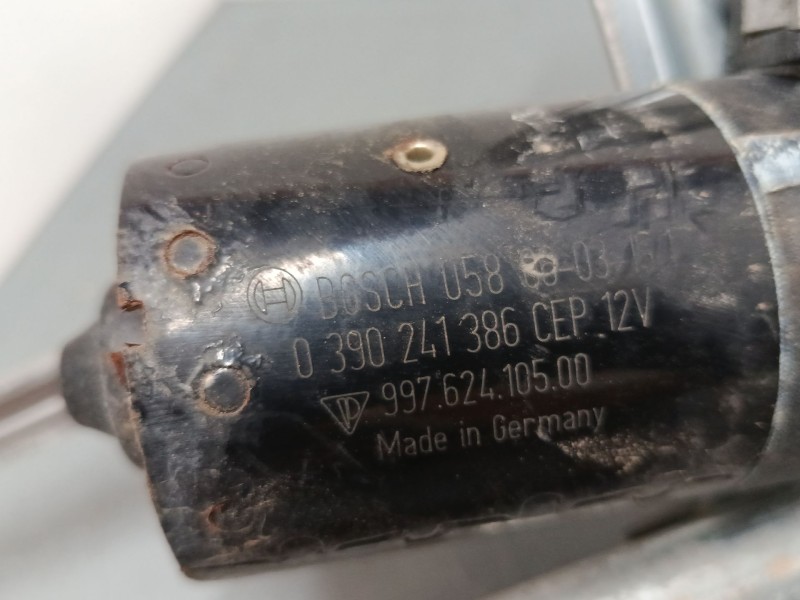 BOSCH 058
0 390 241 386 CEP 12V
997.624.105.00
Made in Germany